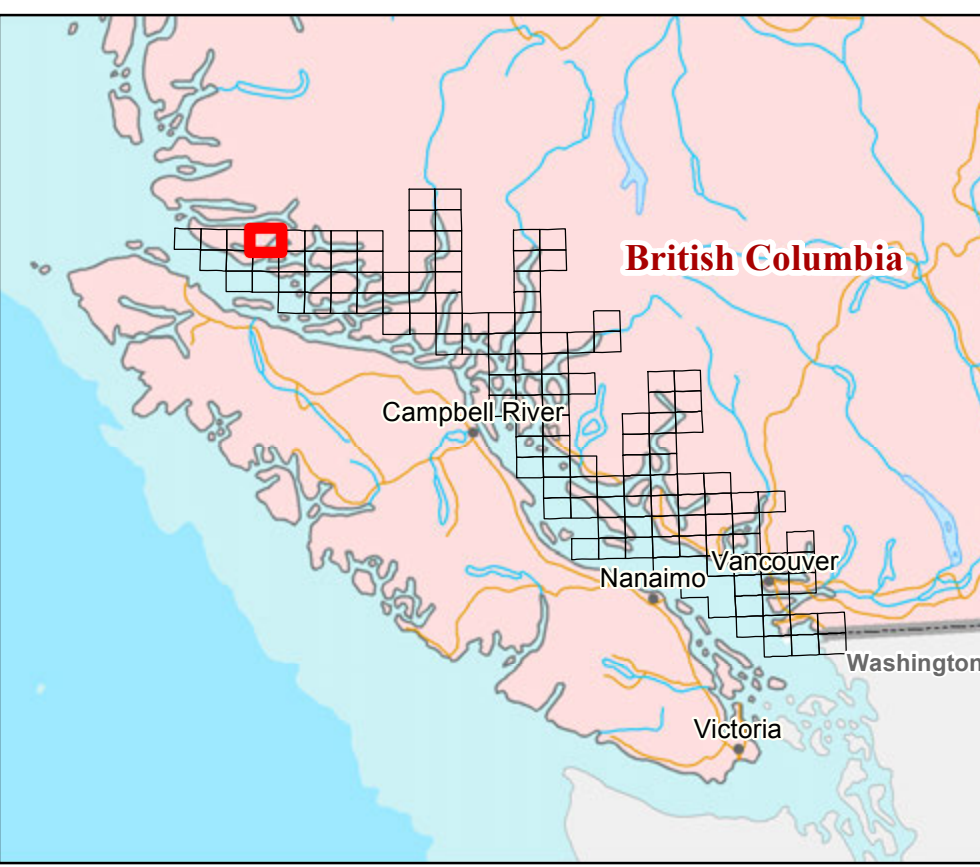 British Columbia
Campbell River
Vancouver
Nanaimo
Washington
Victoria